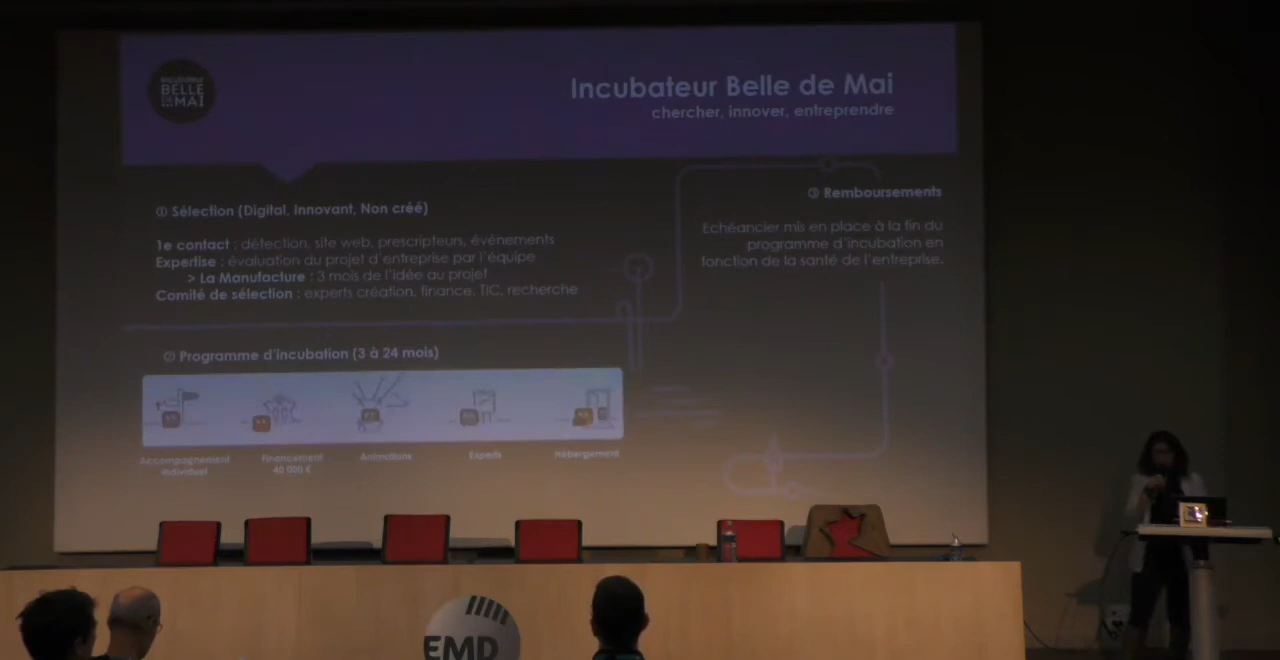 BELLE
DE MAI
Incubateur Belle de Mai
chercher, innover, entreprendre
① Sélection (Digital, Innovant, Non créé)
1e contact : détection, site web, prescripteurs, événements
Expertise : évaluation du projet d'entreprise par l'équipe
> La Manufacture : 3 mois de l'idée au projet
Comité de sélection : experts création, finance, TIC, recherche
② Programme d'incubation (3 à 24 mois)
Accompagnement
individuel
Financement
40 000 €
Animations
Experts
Hébergement
③ Remboursements
Echéancier mis en place à la fin du
programme d'incubation en
fonction de la santé de l'entreprise.
EMD